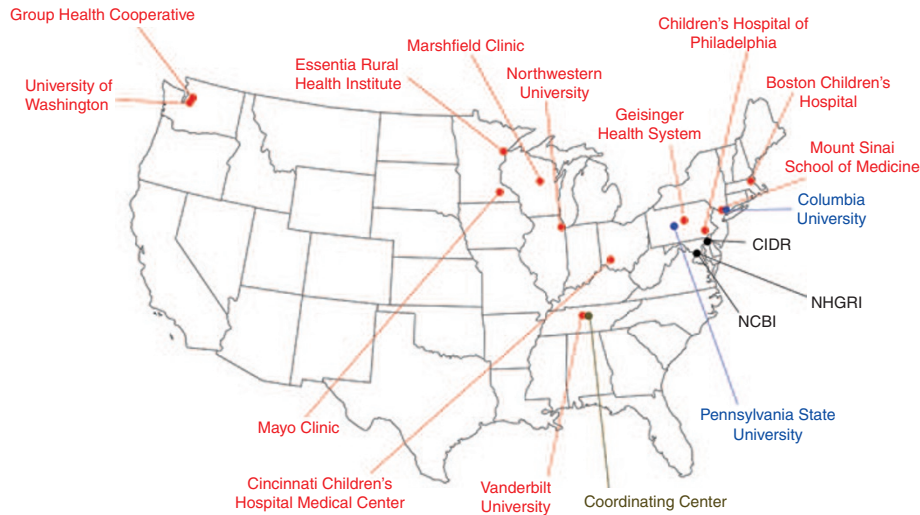 Group Health Cooperative
University of
Washington
Essentia Rural
Health Institute
Marshfield Clinic
Northwestern
University
Geisinger
Health System
Children's Hospital of
Philadelphia
Boston Children's
Hospital
Mount Sinai
School of Medicine
Columbia
University
CIDR
NHGRI
NCBI
Pennsylvania State
University
Mayo Clinic
Cincinnati Children's
Hospital Medical Center
Vanderbilt
University
Coordinating Center